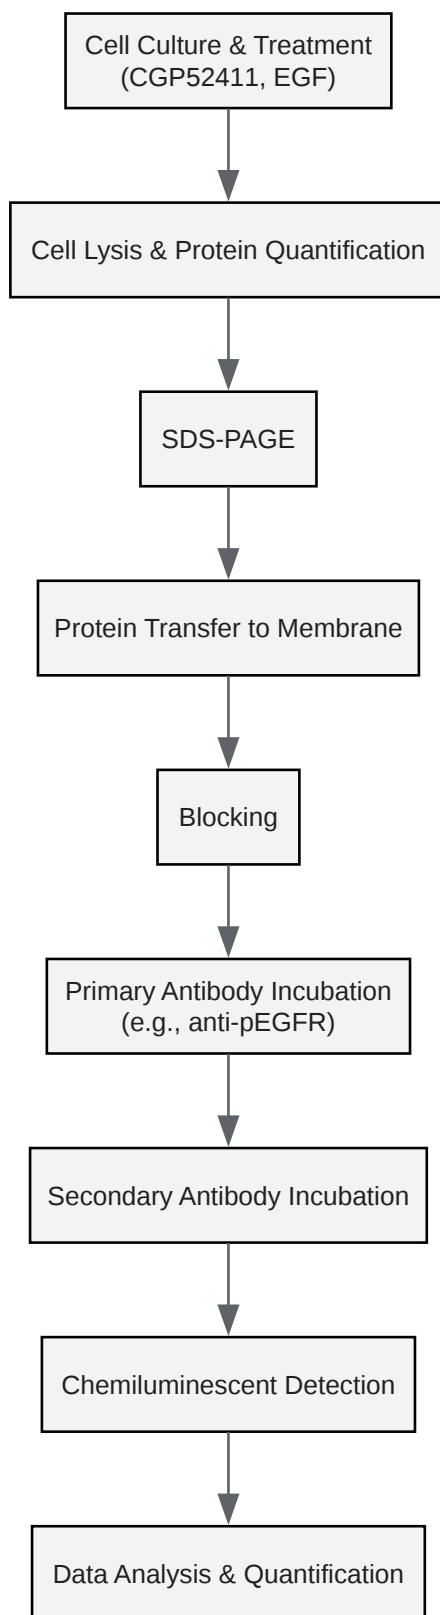 Cell Culture & Treatment
(CGP52411, EGF)
Cell Lysis & Protein Quantification
SDS-PAGE
Protein Transfer to Membrane
Blocking
Primary Antibody Incubation
(e.g., anti-pEGFR)
Secondary Antibody Incubation
Chemiluminescent Detection
Data Analysis & Quantification